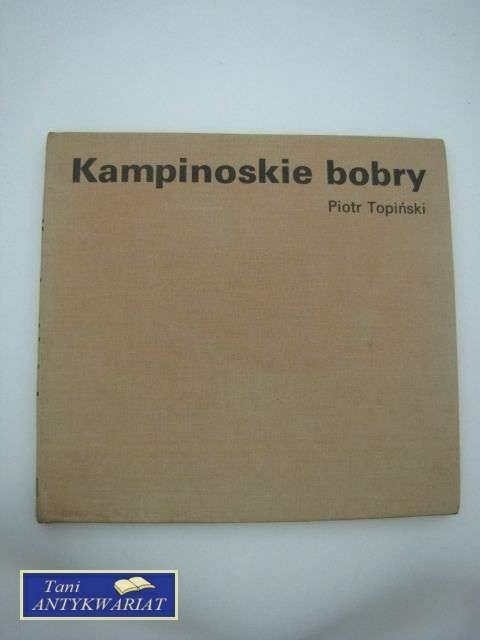 Kampinoskie bobry
Piotr Topiński
Tani
ANTYKWARIAT